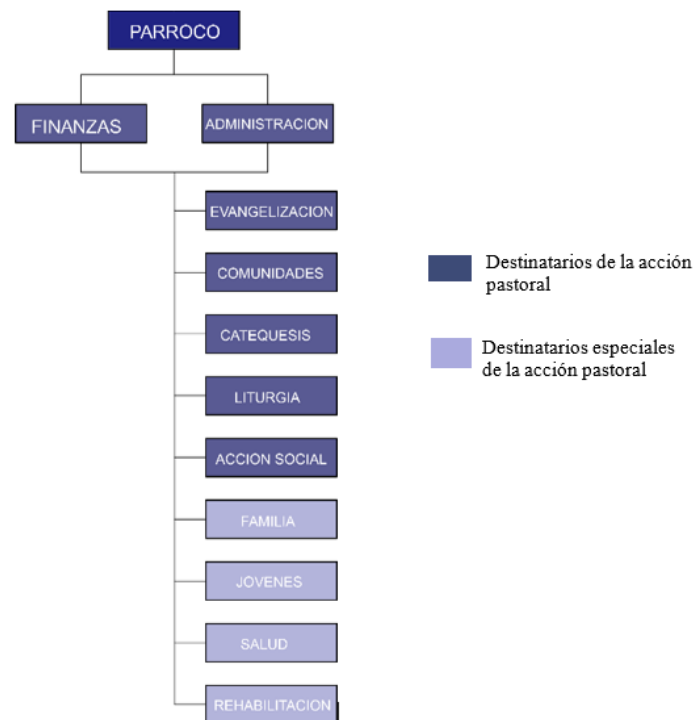 PARROCO
FINANZAS
ADMINISTRACION
EVANGELIZACION
COMUNIDADES
CATEQUESIS
LITURGIA
ACCION SOCIAL
FAMILIA
JOVENES
SALUD
REHABILITACION
Destinatarios de la acción
pastoral
Destinatarios especiales
de la acción pastoral